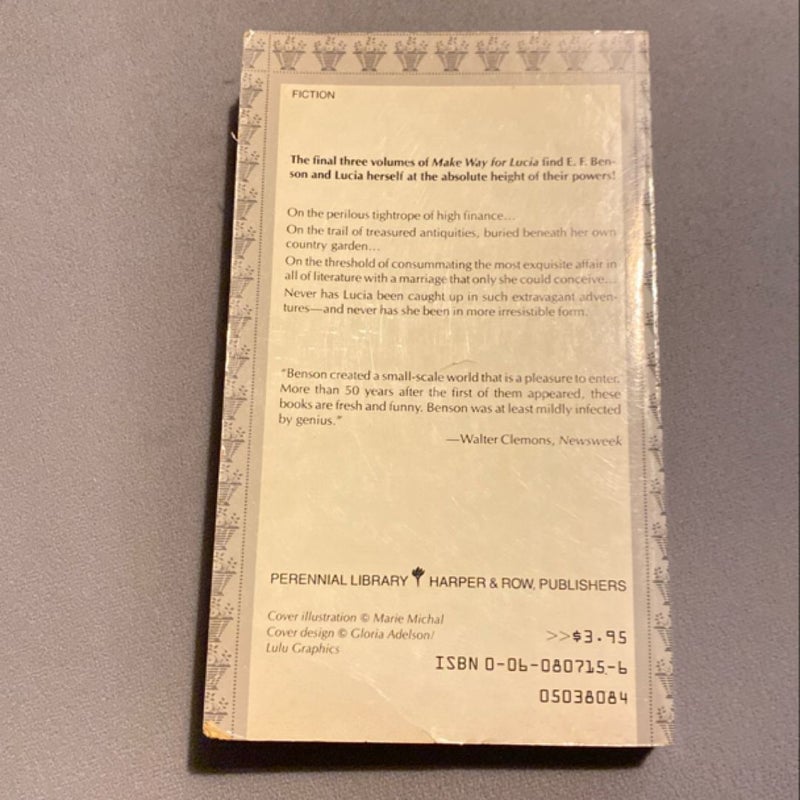 FICTION
The final three volumes of Make Way for Lucia find E. F. Ben-
son and Lucia herself at the absolute height of their powers!
On the perilous tightrope of high finance...
On the trail of treasured antiquities, buried beneath her own
country garden...
On the threshold of consummating the most exquisite affair in
all of literature with a marriage that only she could conceive...
Never has Lucia been caught up in such extravagant adven-
tures—and never has she been in more irresistible form.
"Benson created a small-scale world that is a pleasure to enter.
More than 50 years after the first of them appeared, these
books are fresh and funny. Benson was at least mildly infected
by genius."
—Walter Clemons, Newsweek
PERENNIAL LIBRARY HARPER & ROW, PUBLISHERS
Cover illustration © Marie Michal
Cover design © Gloria Adelson/
Lulu Graphics
>>$3.95
ISBN 0-06-080715-6
05038084